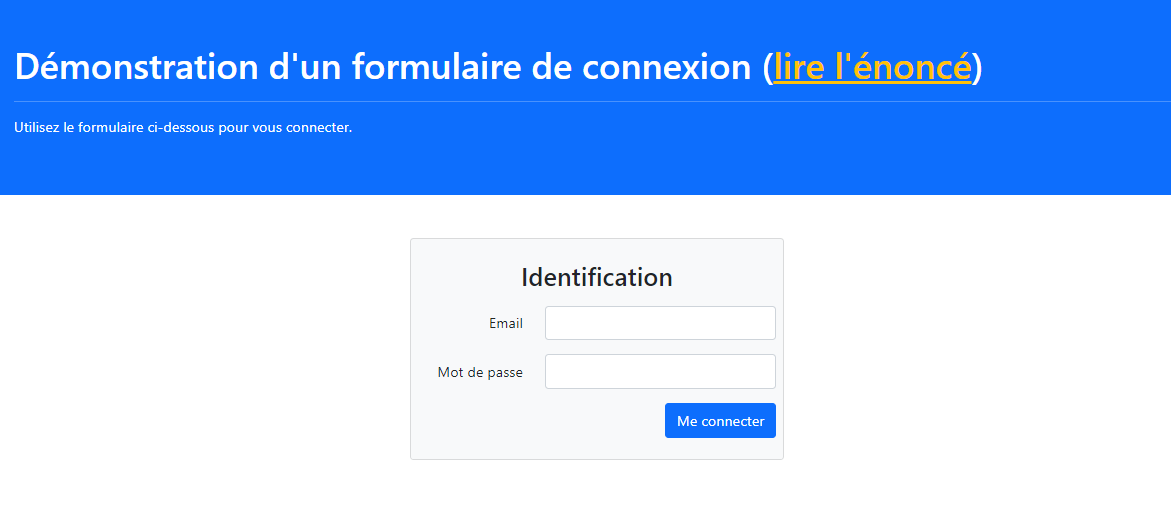 Démonstration d'un formulaire de connexion (lire l'énoncé)
Utilisez le formulaire ci-dessous pour vous connecter.
Identification
Email
Mot de passe
Me connecter